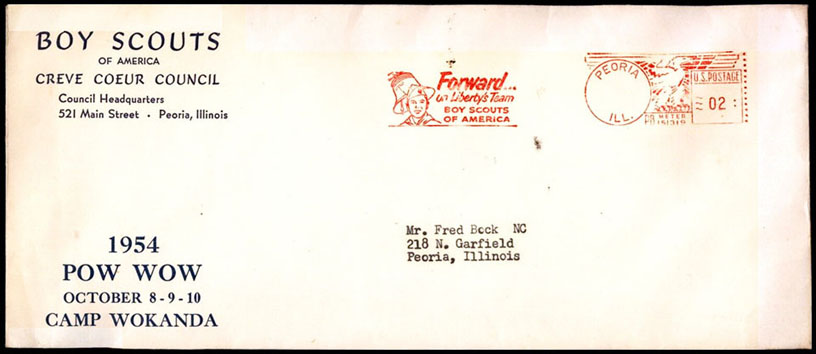 BOY SCOUTS
OF AMERICA
CREVE COEUR COUNCIL
Council Headquarters
521 Main Street • Peoria, Illinois
Forward...
on Liberty's Team
BOY SCOUTS
OF AMERICA
PEORIA
ILL.
U.S. POSTAGE
02
PB METER
151319
Mr. Fred Bock NC
218 N. Garfield
Peoria, Illinois
1954
POW WOW
OCTOBER 8-9-10
CAMP WOKANDA